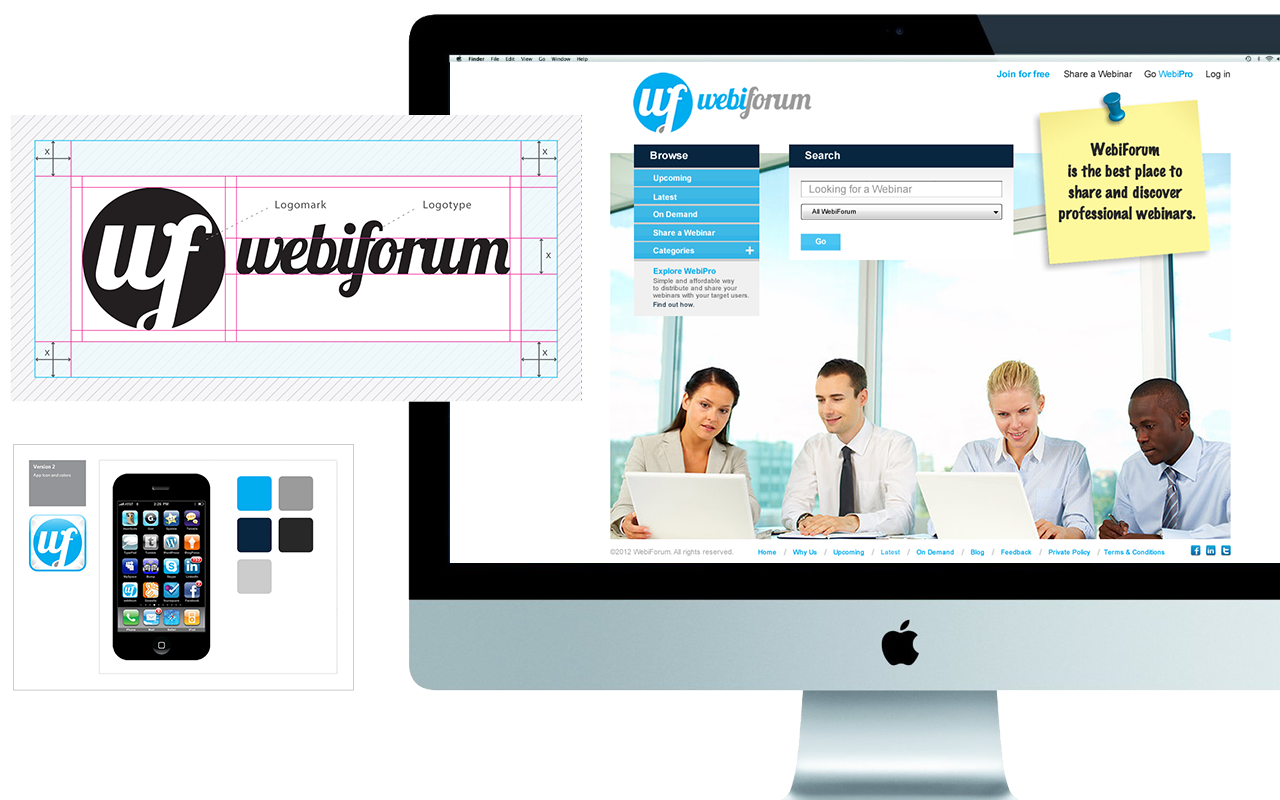 Finder File Edit View Go Window Help
Join for free Share a Webinar Go WebiPro Log in
wf webiforum
WebiForum
is the best place to
share and discover
professional webinars.
Browse
Upcoming
Latest
On Demand
Share a Webinar
Categories +
Explore WebiPro
Simple and affordable way
to distribute and share your
webinars with your target users.
Find out how.
Search
Looking for a Webinar
All WebiForum
Go
©2012 WebiForum. All rights reserved. Home / Why Us / Upcoming / Latest / On Demand / Blog / Feedback / Private Policy / Terms & Conditions
x x
Logomark Logotype
wf webiforum
x
x x
Version 2
App icon and colors
wf
2:26 PM